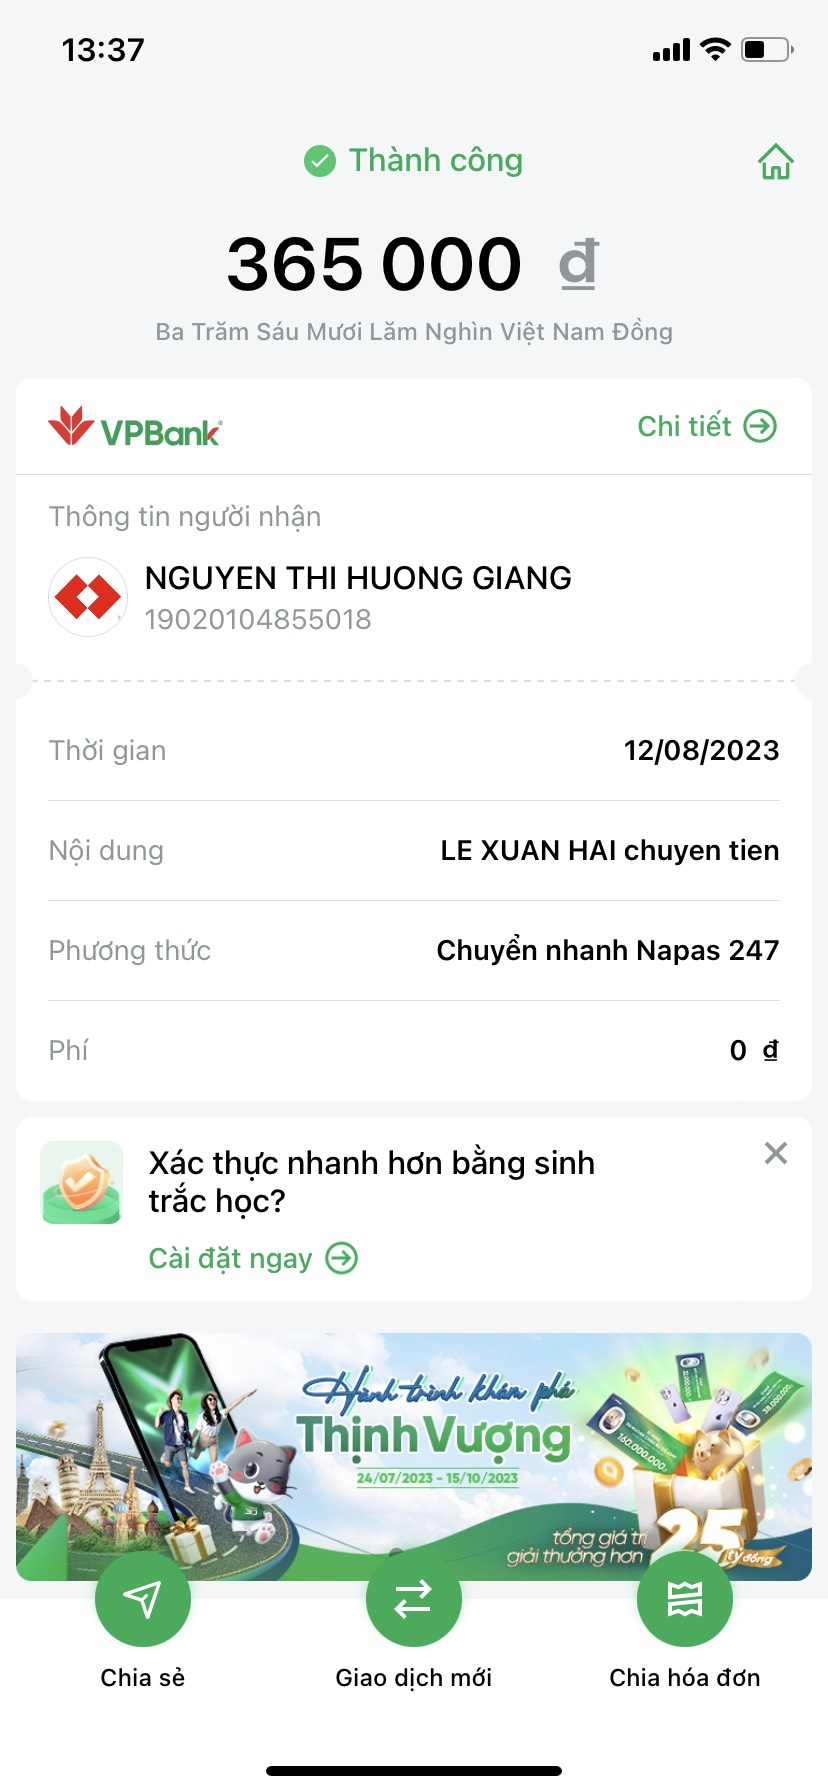 13:37
Thành công
365 000 đ
Ba Trăm Sáu Mươi Lăm Nghìn Việt Nam Đồng
VPBank
Chi tiết
Thông tin người nhận
NGUYEN THI HUONG GIANG
19020104855018
Thời gian 12/08/2023
Nội dung LE XUAN HAI chuyen tien
Phương thức Chuyển nhanh Napas 247
Phí 0 đ
Xác thực nhanh hơn bằng sinh
trắc học?
Cài đặt ngay
Hành trình khám phá
Thịnh Vượng
24/07/2023 - 15/10/2023
160.000.000đ
tổng giá trị
giải thưởng hơn
25
tỷ đồng
Chia sẻ
Giao dịch mới
Chia hóa đơn